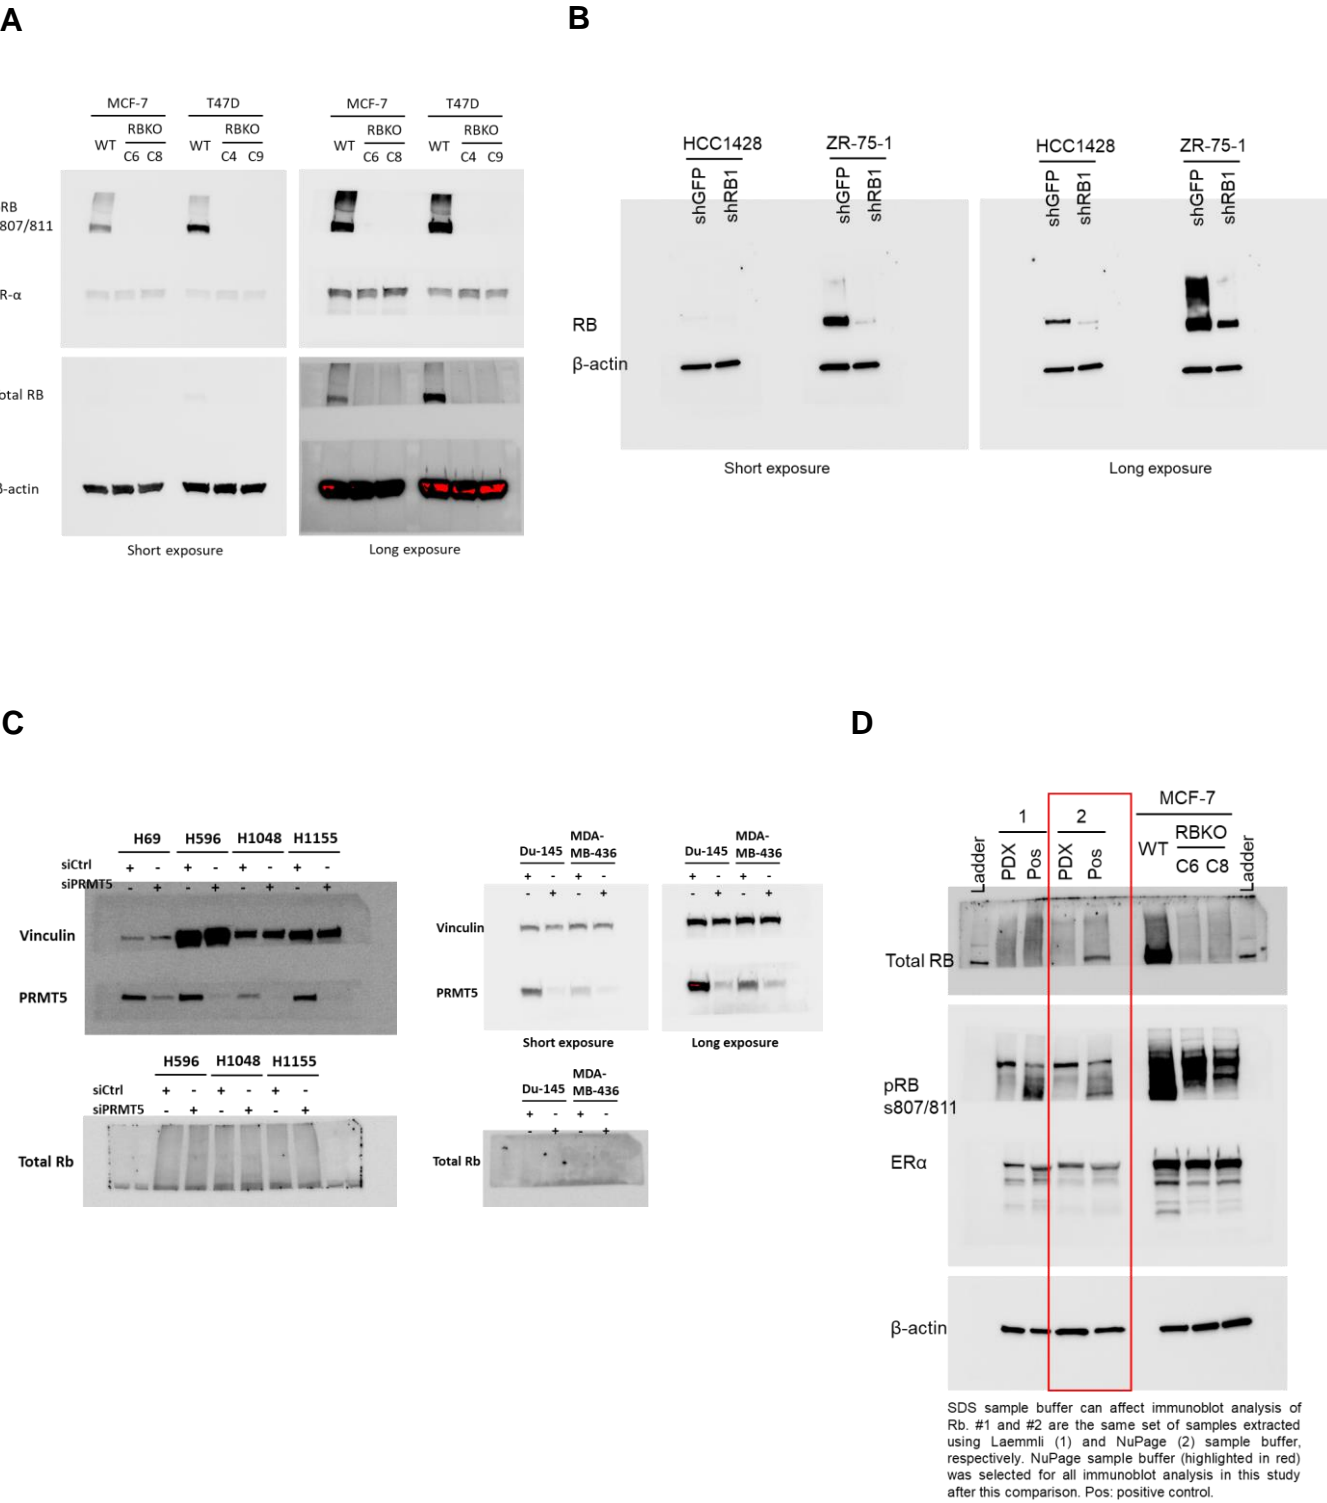 A
B
MCF-7 T47D MCF-7 T47D
WT RBKO WT RBKO WT RBKO WT RBKO
C6 C8 C4 C9 C6 C8 C4 C9
RB
807/811
R-α
otal RB
β-actin
Short exposure Long exposure
HCC1428 ZR-75-1 HCC1428 ZR-75-1
shGFP shRB1 shGFP shRB1 shGFP shRB1 shGFP shRB1
RB
β-actin
Short exposure Long exposure
C
D
H69 H596 H1048 H1155
siCtrl + - + - + - + -
siPRMT5 - + - + - + - +
Vinculin
PRMT5
H596 H1048 H1155
siCtrl + - + - + -
siPRMT5 - + - + - +
Total Rb
Du-145 MDA-MB-436 Du-145 MDA-MB-436
+ - + - + - + -
- + - + - + - +
Vinculin
PRMT5
Short exposure Long exposure
Du-145 MDA-MB-436
+ - + -
- + - +
Total Rb
MCF-7
1 2 RBKO
Ladder PDX Pos PDX Pos WT C6 C8 Ladder
Total RB
pRB
s807/811
ERα
β-actin
SDS sample buffer can affect immunoblot analysis of
Rb. #1 and #2 are the same set of samples extracted
using Laemmli (1) and NuPage (2) sample buffer,
respectively. NuPage sample buffer (highlighted in red)
was selected for all immunoblot analysis in this study
after this comparison. Pos: positive control.